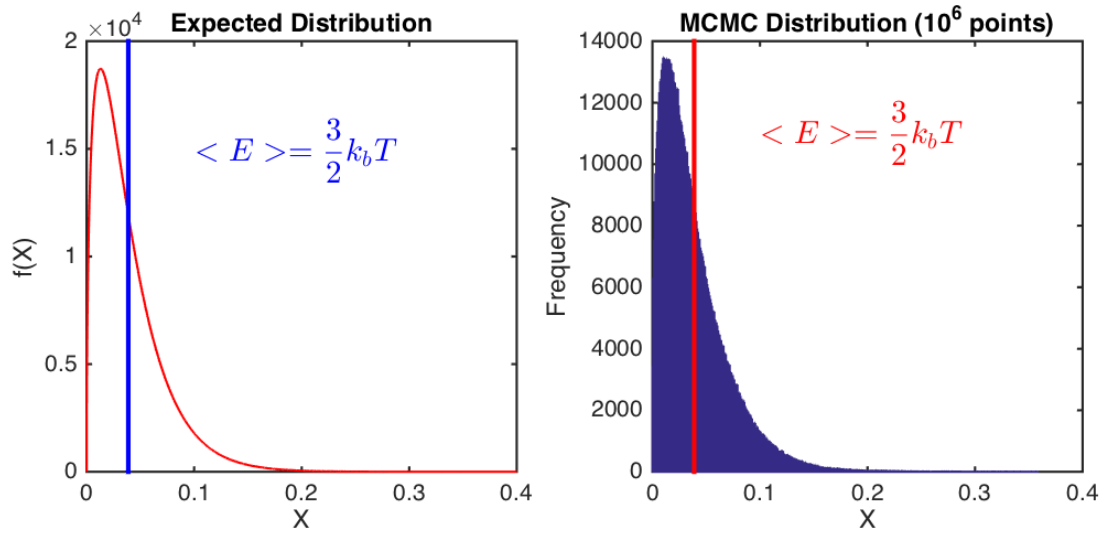 Expected Distribution
×10^4
2
1.5
1
0.5
0
f(X)
< E >= \frac{3}{2} k_b T
0 0.1 0.2 0.3 0.4
X
MCMC Distribution (10^6 points)
14000
12000
10000
8000
6000
4000
2000
0
Frequency
< E >= \frac{3}{2} k_b T
0 0.1 0.2 0.3 0.4
X